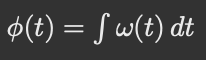 ϕ(t) = ∫ ω(t) dt